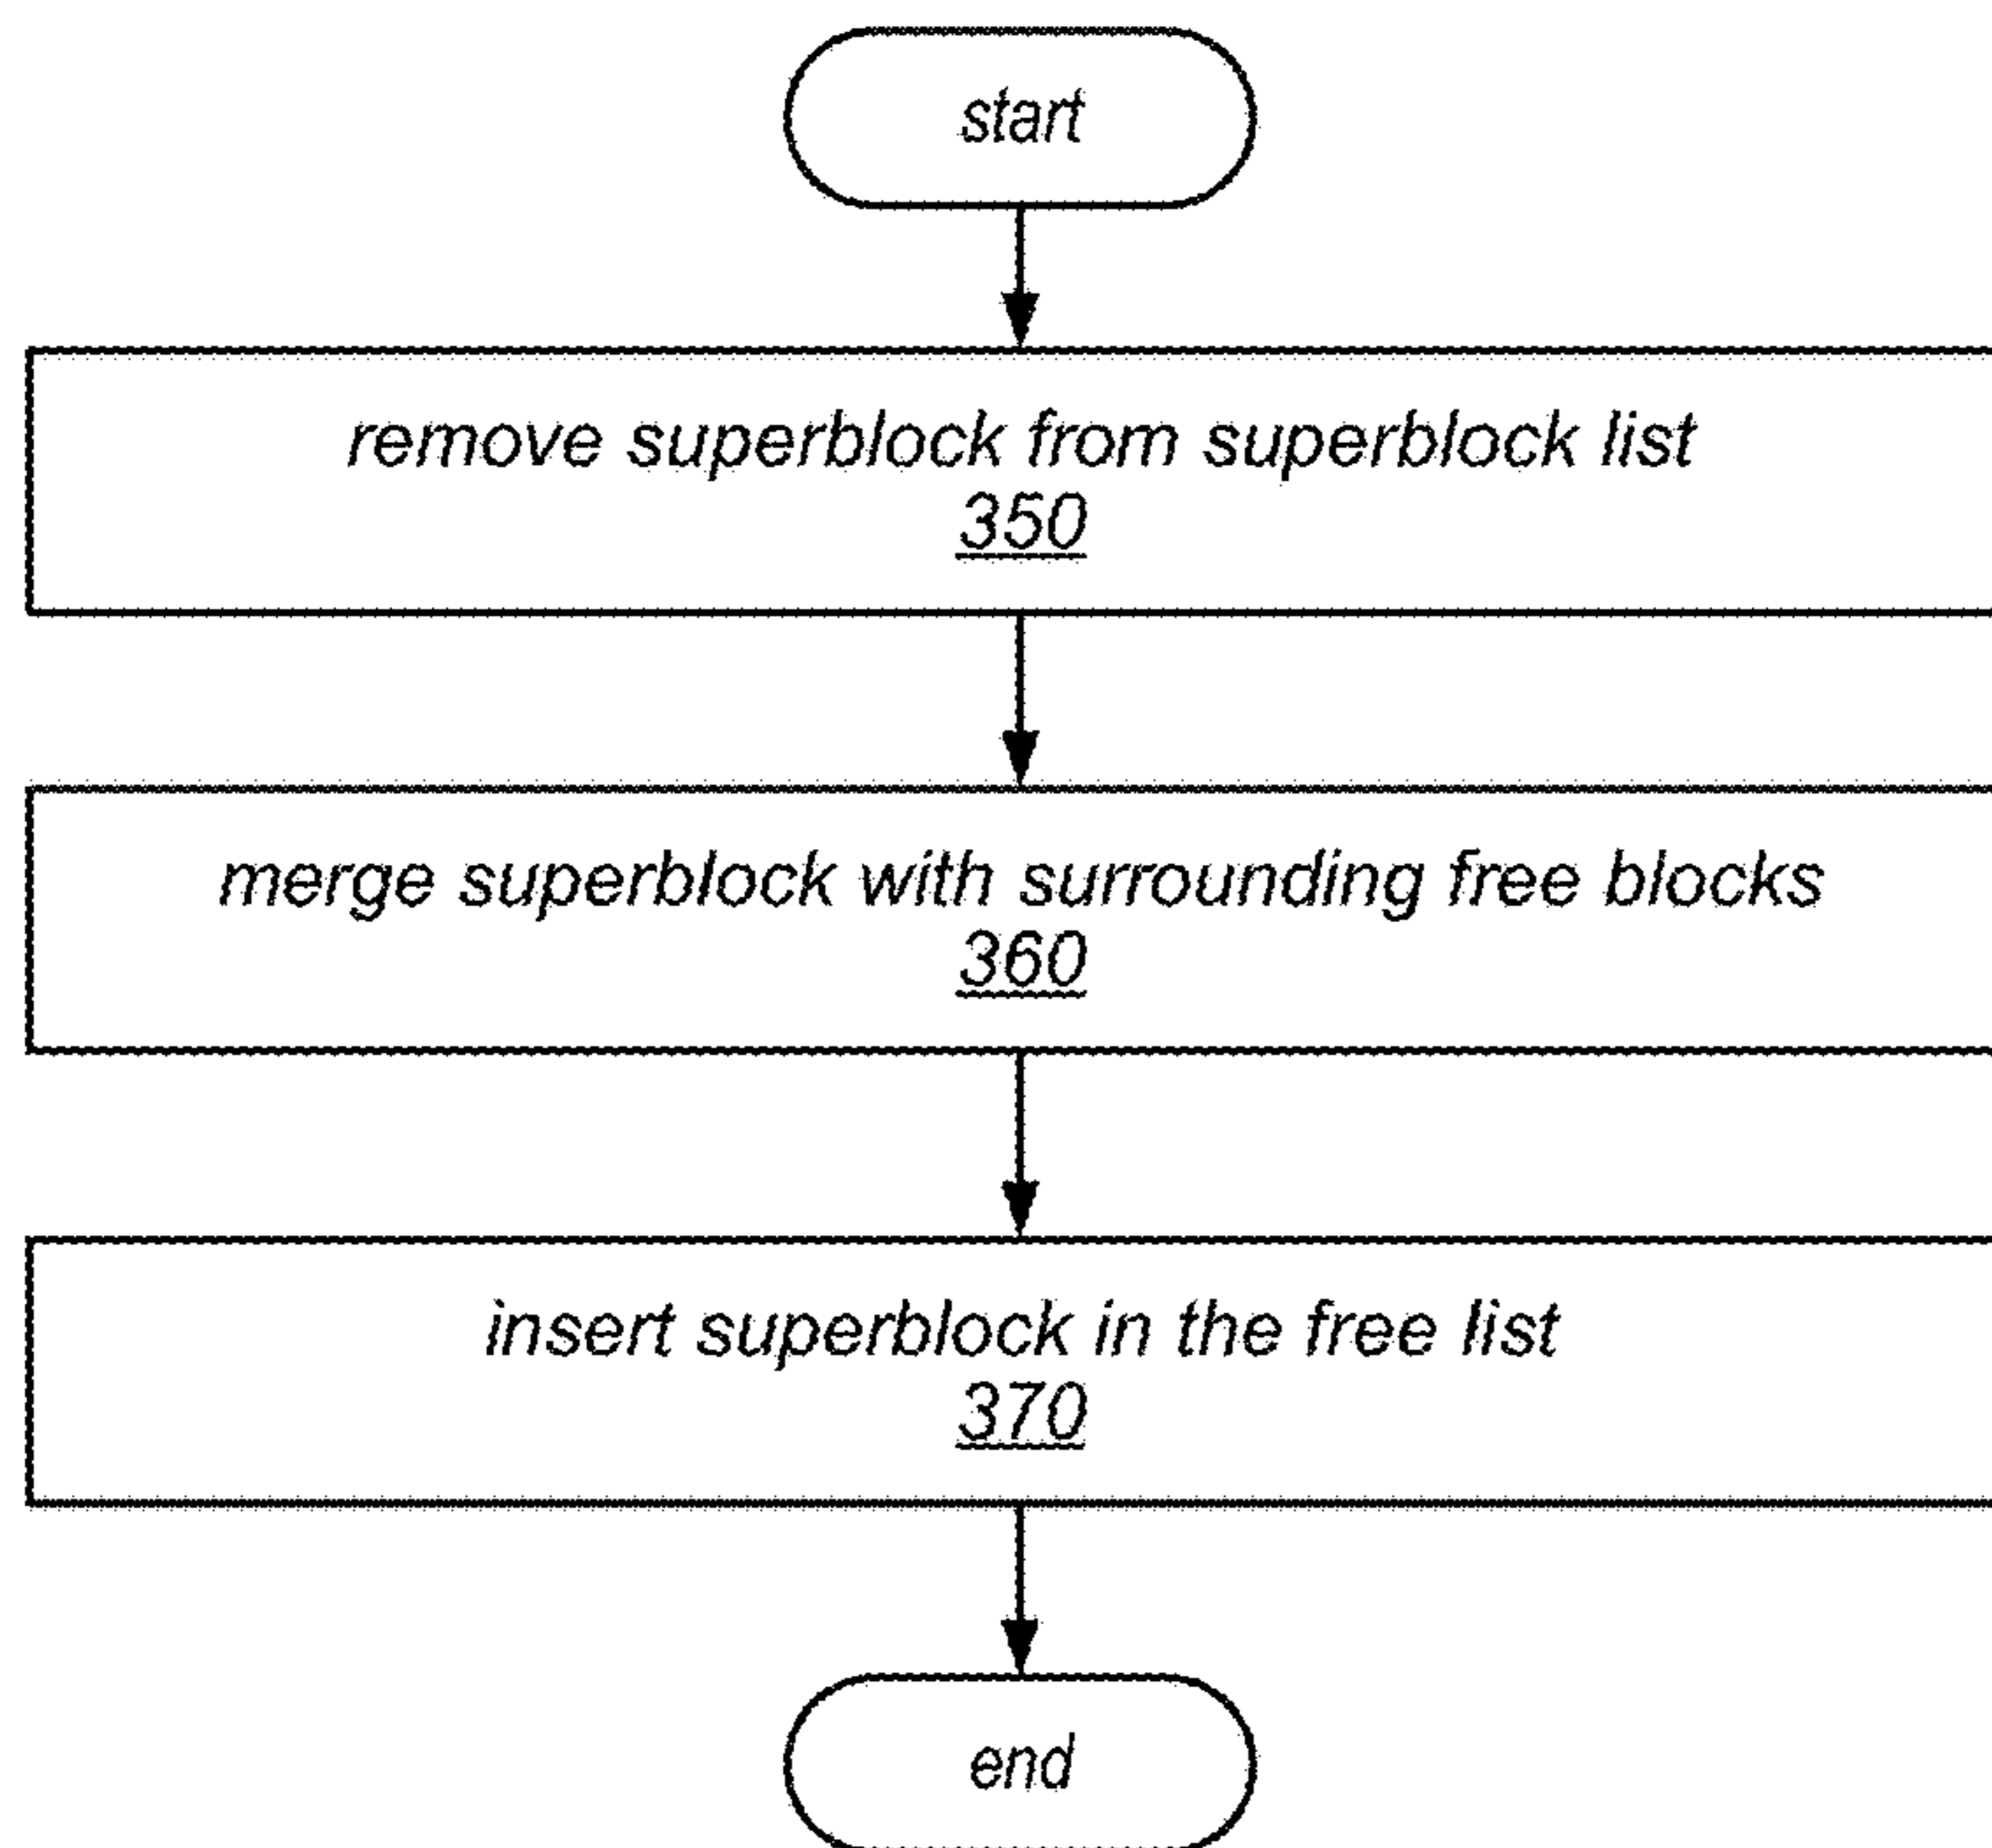 start
remove superblock from superblock list
350
merge superblock with surrounding free blocks
360
insert superblock in the free list
370
end